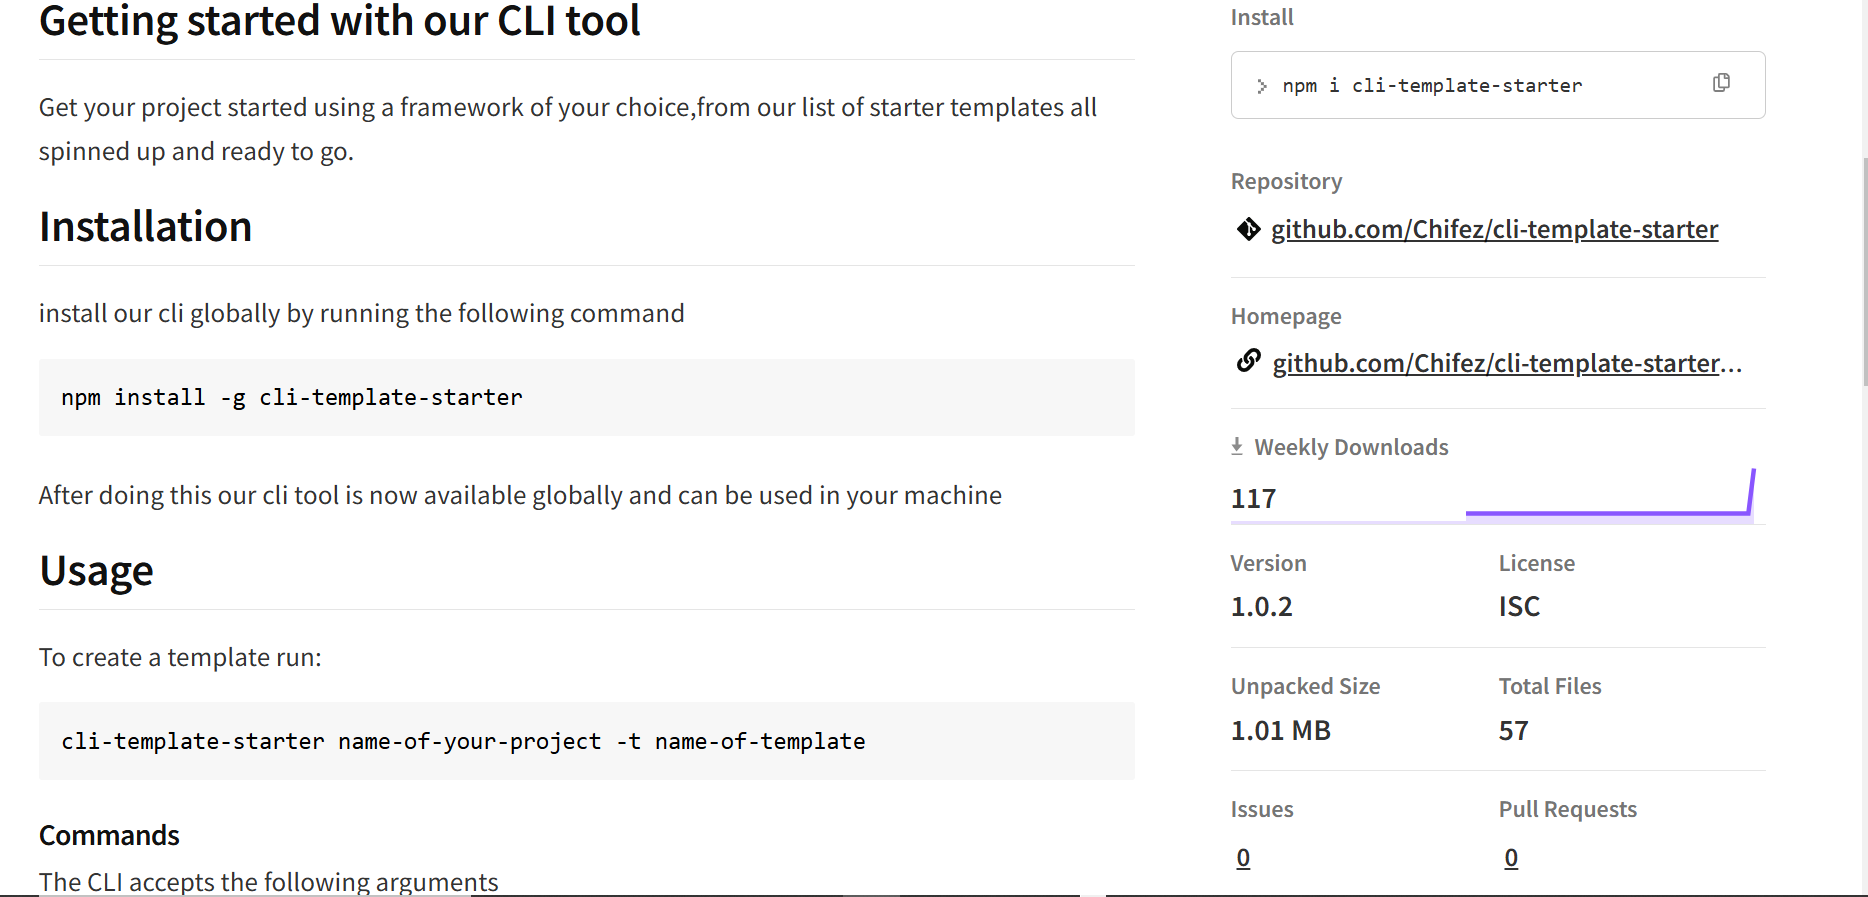 Getting started with our CLI tool
Get your project started using a framework of your choice,from our list of starter templates all
spinned up and ready to go.
Installation
install our cli globally by running the following command
npm install -g cli-template-starter
After doing this our cli tool is now available globally and can be used in your machine
Usage
To create a template run:
cli-template-starter name-of-your-project -t name-of-template
Commands
The CLI accepts the following arguments
Install
> npm i cli-template-starter
Repository
github.com/Chifez/cli-template-starter
Homepage
github.com/Chifez/cli-template-starter...
Weekly Downloads
117
Version
1.0.2
License
ISC
Unpacked Size
1.01 MB
Total Files
57
Issues
0
Pull Requests
0